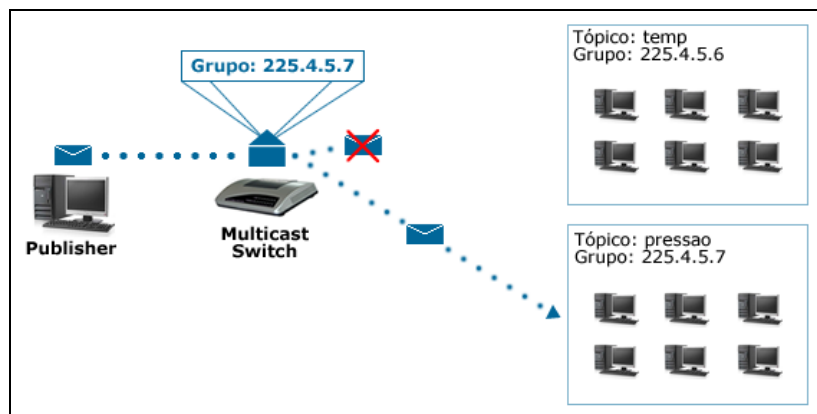 Grupo: 225.4.5.7
Publisher
Multicast
Switch
Tópico: temp
Grupo: 225.4.5.6
Tópico: pressao
Grupo: 225.4.5.7